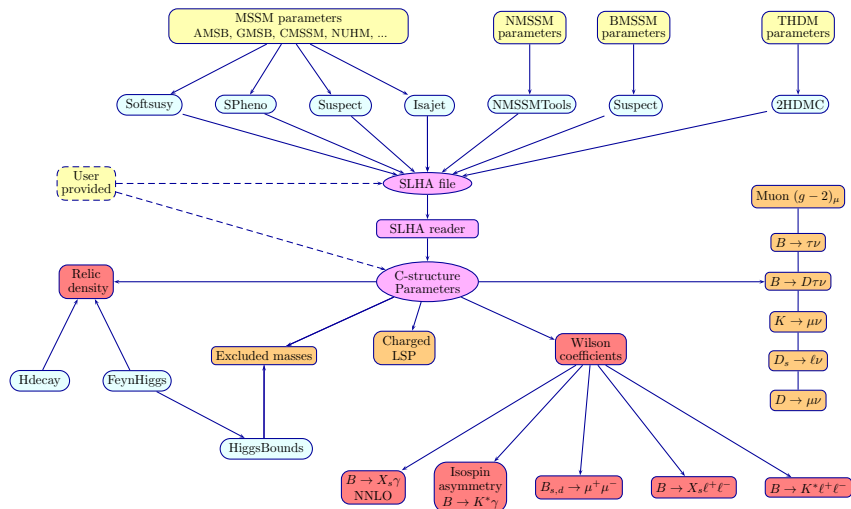 MSSM parameters
AMSB, GMSB, CMSSM, NUHM, ...
NMSSM
parameters
BMSSM
parameters
THDM
parameters
Softsusy
SPheno
Suspect
Isajet
NMSSMTools
Suspect
2HDMC
User
provided
SLHA file
Muon (g − 2)μ
SLHA reader
B → τν
Relic
density
C-structure
Parameters
B → Dτν
K → μν
Excluded masses
Charged
LSP
Wilson
coefficients
Ds → ℓν
Hdecay
FeynHiggs
D → μν
HiggsBounds
B → Xsγ
NNLO
Isospin
asymmetry
B → K*γ
Bs,d → μ+μ−
B → Xsℓ+ℓ−
B → K*ℓ+ℓ−